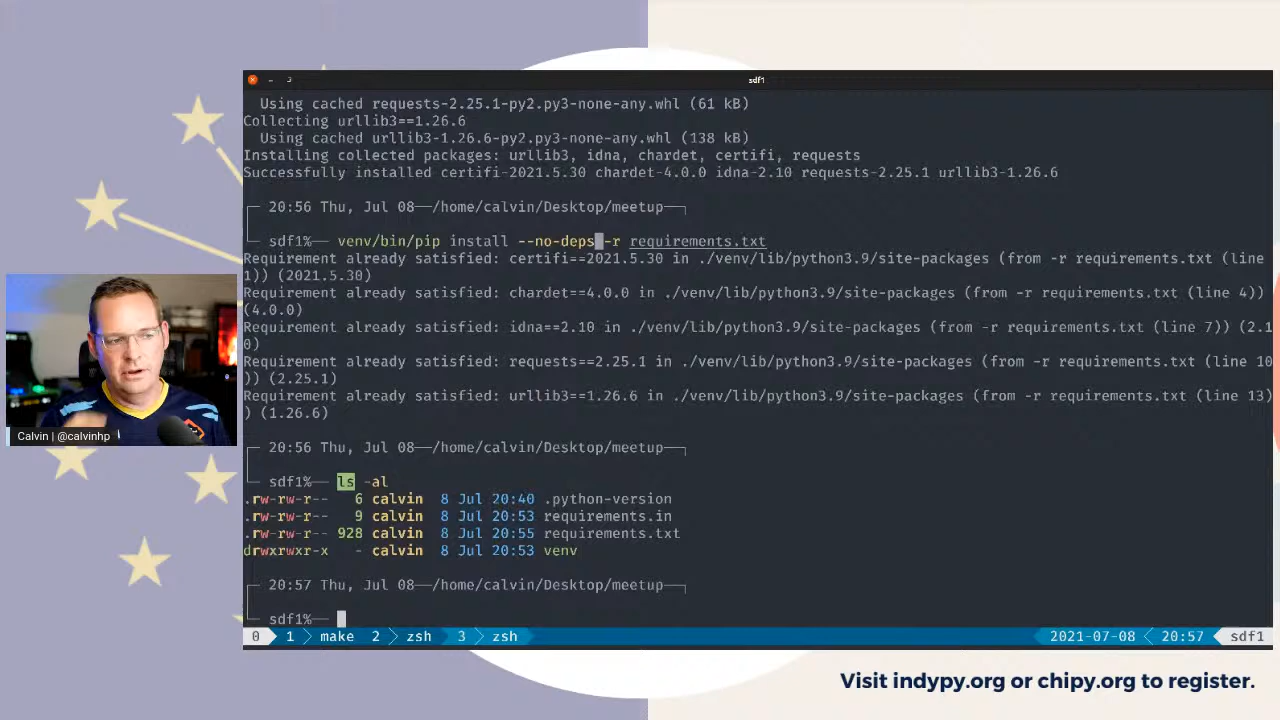 sdf1
Using cached requests-2.25.1-py2.py3-none-any.whl (61 kB)
Collecting urllib3==1.26.6
Using cached urllib3-1.26.6-py2.py3-none-any.whl (138 kB)
Installing collected packages: urllib3, idna, chardet, certifi, requests
Successfully installed certifi-2021.5.30 chardet-4.0.0 idna-2.10 requests-2.25.1 urllib3-1.26.6
20:56 Thu, Jul 08──/home/calvin/Desktop/meetup
sdf1%─ venv/bin/pip install --no-deps -r requirements.txt
Requirement already satisfied: certifi==2021.5.30 in ./venv/lib/python3.9/site-packages (from -r requirements.txt (line
1)) (2021.5.30)
Requirement already satisfied: chardet==4.0.0 in ./venv/lib/python3.9/site-packages (from -r requirements.txt (line 4))
(4.0.0)
Requirement already satisfied: idna==2.10 in ./venv/lib/python3.9/site-packages (from -r requirements.txt (line 7)) (2.1
0)
Requirement already satisfied: requests==2.25.1 in ./venv/lib/python3.9/site-packages (from -r requirements.txt (line 10
)) (2.25.1)
Requirement already satisfied: urllib3==1.26.6 in ./venv/lib/python3.9/site-packages (from -r requirements.txt (line 13)
) (1.26.6)
20:56 Thu, Jul 08──/home/calvin/Desktop/meetup
sdf1%─ ls -al
.rw-rw-r-- 6 calvin 8 Jul 20:40 .python-version
.rw-rw-r-- 9 calvin 8 Jul 20:53 requirements.in
.rw-rw-r-- 928 calvin 8 Jul 20:55 requirements.txt
drwxrwxr-x - calvin 8 Jul 20:53 venv
20:57 Thu, Jul 08──/home/calvin/Desktop/meetup
sdf1%─
0 1 make 2 zsh 3 zsh 2021-07-08 20:57 sdf1
Calvin | @calvinhp
Visit indypy.org or chipy.org to register.